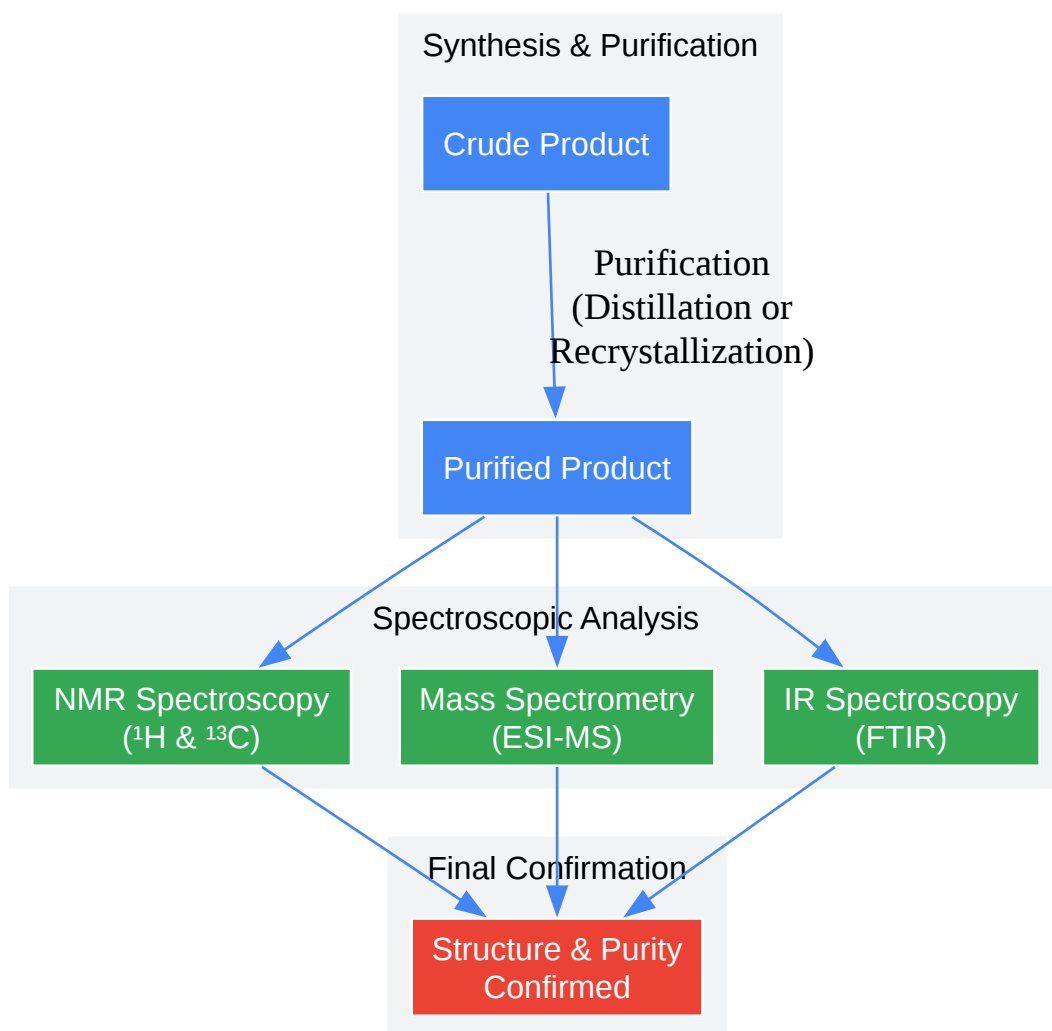 Synthesis & Purification
Crude Product
Purification
(Distillation or
Recrystallization)
Purified Product
Spectroscopic Analysis
NMR Spectroscopy
(¹H & ¹³C)
Mass Spectrometry
(ESI-MS)
IR Spectroscopy
(FTIR)
Final Confirmation
Structure & Purity
Confirmed